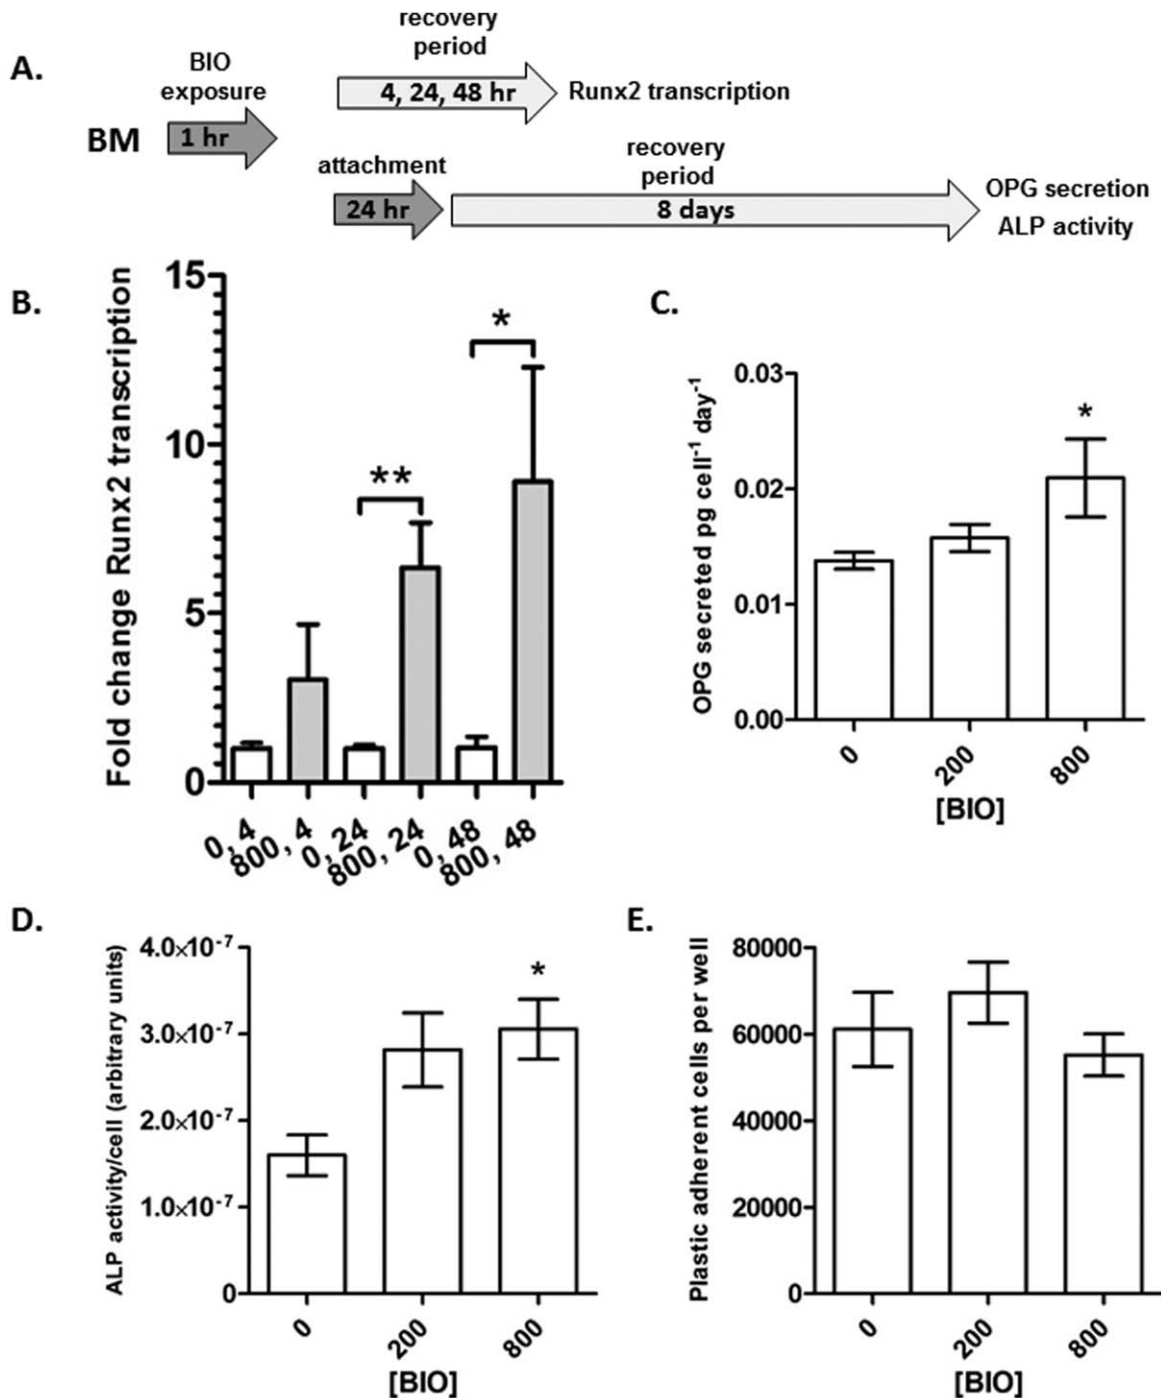 A.
BM
BIO
exposure
1 hr
recovery
period
4, 24, 48 hr
Runx2 transcription
attachment
24 hr
recovery
period
8 days
OPG secretion
ALP activity
B.
Fold change Runx2 transcription
15
10
5
0
**
*
0, 4
800, 4
0, 24
800, 24
0, 48
800, 48
C.
OPG secreted pg cell⁻¹ day⁻¹
0.03
0.02
0.01
0.00
*
0
200
800
[BIO]
D.
ALP activity/cell (arbitrary units)
4.0×10⁻⁷
3.0×10⁻⁷
2.0×10⁻⁷
1.0×10⁻⁷
0
*
0
200
800
[BIO]
E.
Plastic adherent cells per well
80000
60000
40000
20000
0
0
200
800
[BIO]